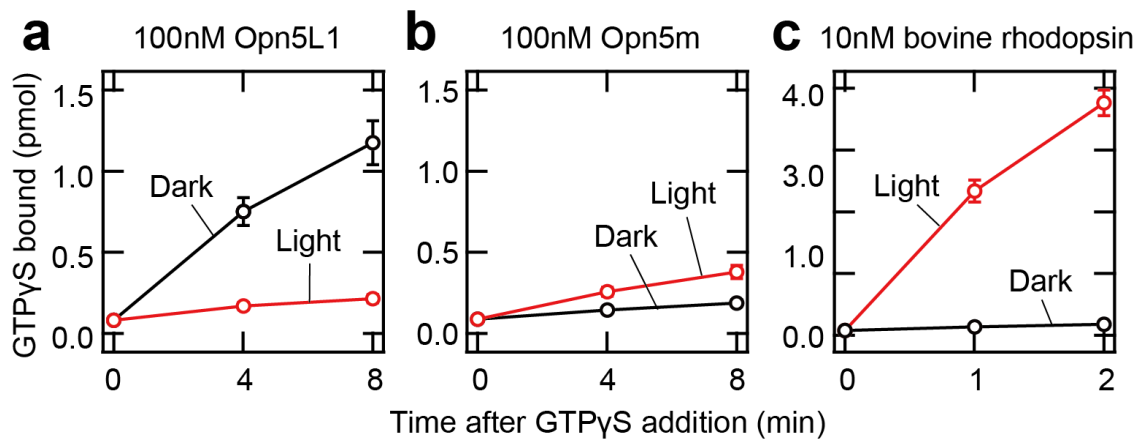 a 100nM Opn5L1
b 100nM Opn5m
c 10nM bovine rhodopsin
GTPγS bound (pmol)
1.5
1.0
0.5
0.0
Dark
Light
0 4 8
1.5
1.0
0.5
0.0
Light
Dark
0 4 8
4.0
3.0
1.0
0.0
Light
Dark
0 1 2
Time after GTPγS addition (min)